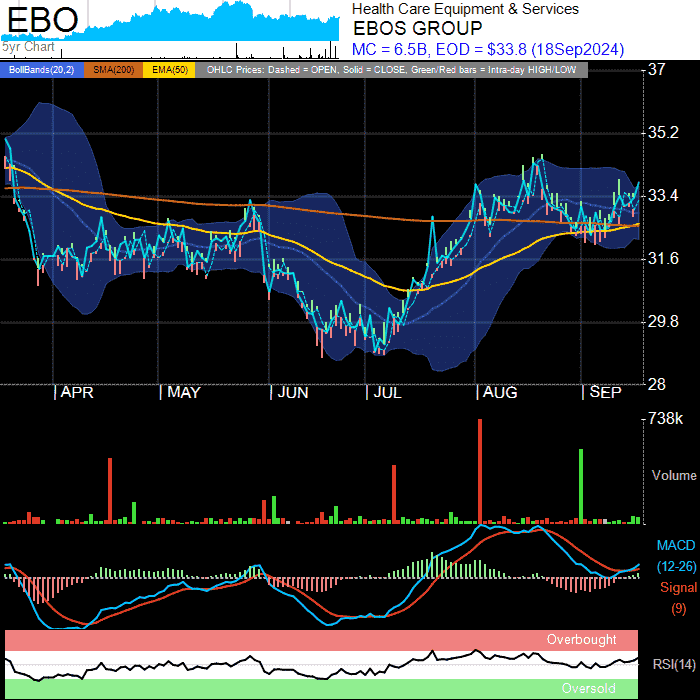 EBO
5yr Chart
Health Care Equipment & Services
EBOS GROUP
MC = 6.5B, EOD = $33.8 (18Sep2024)
BollBands(20,2) SMA(200) EMA(50) OHLC Prices: Dashed = OPEN, Solid = CLOSE, Green/Red bars = Intra-day HIGH/LOW
37
35.2
33.4
31.6
29.8
28
APR MAY JUN JUL AUG SEP
738k
Volume
MACD
(12-26)
Signal
(9)
Overbought
RSI(14)
Oversold